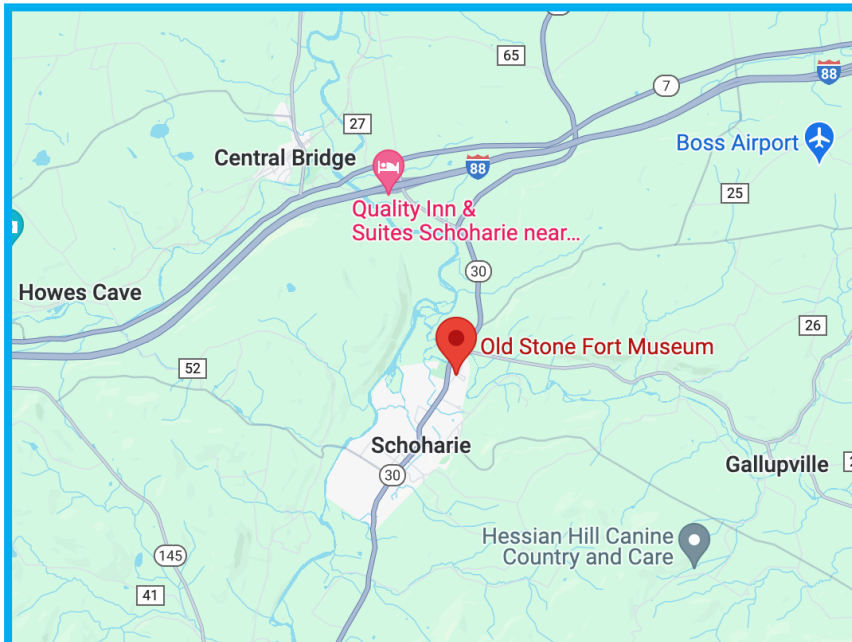 65
88
7
27
Central Bridge
Boss Airport
88
Quality Inn &
Suites Schoharie near...
25
30
Howes Cave
26
Old Stone Fort Museum
52
Schoharie
Gallupville
30
Hessian Hill Canine
Country and Care
145
41